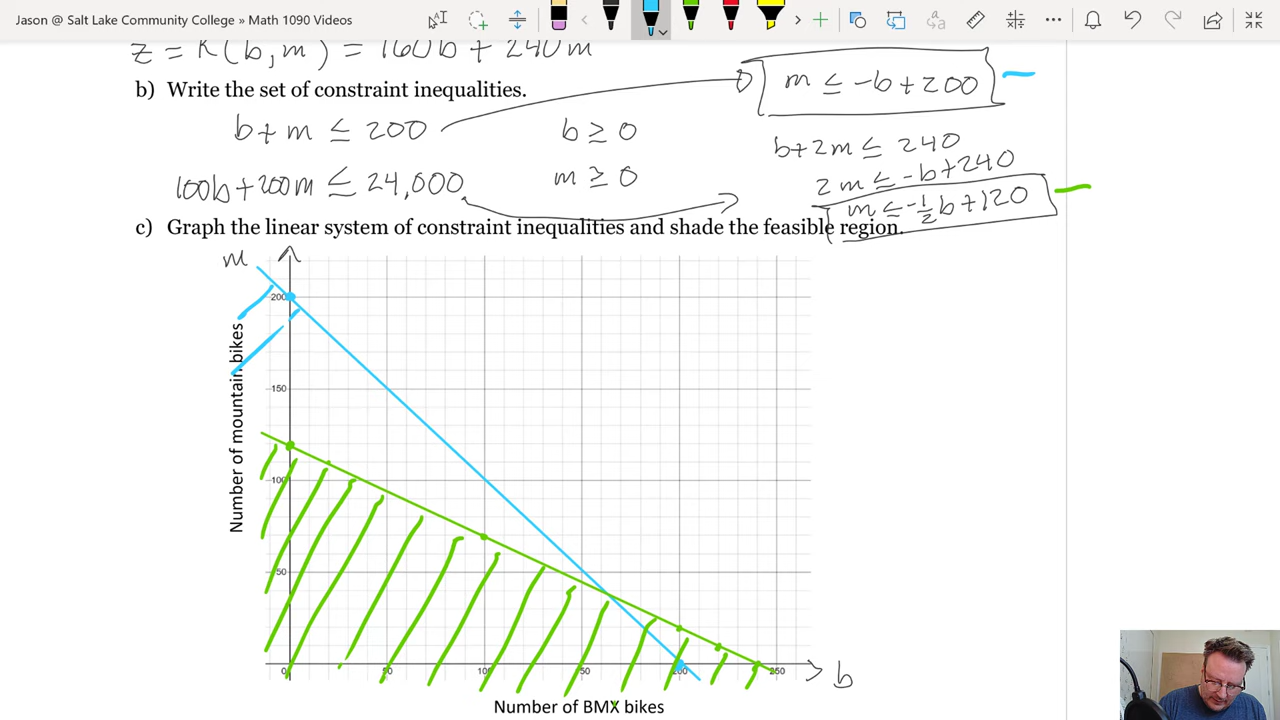 Jason @ Salt Lake Community College » Math 1090 Videos
z = R(b,m) = 160b + 240m
b) Write the set of constraint inequalities.
m ≤ -b+200
b+m ≤ 200
b ≥ 0
b+2m ≤ 240
100b+200m ≤ 24,000
m ≥ 0
2m ≤ -b+240
m ≤ -1/2b+120
c) Graph the linear system of constraint inequalities and shade the feasible region.
m
200
150
100
50
Number of mountain bikes
0
50
100
150
200
250
b
Number of BMX bikes